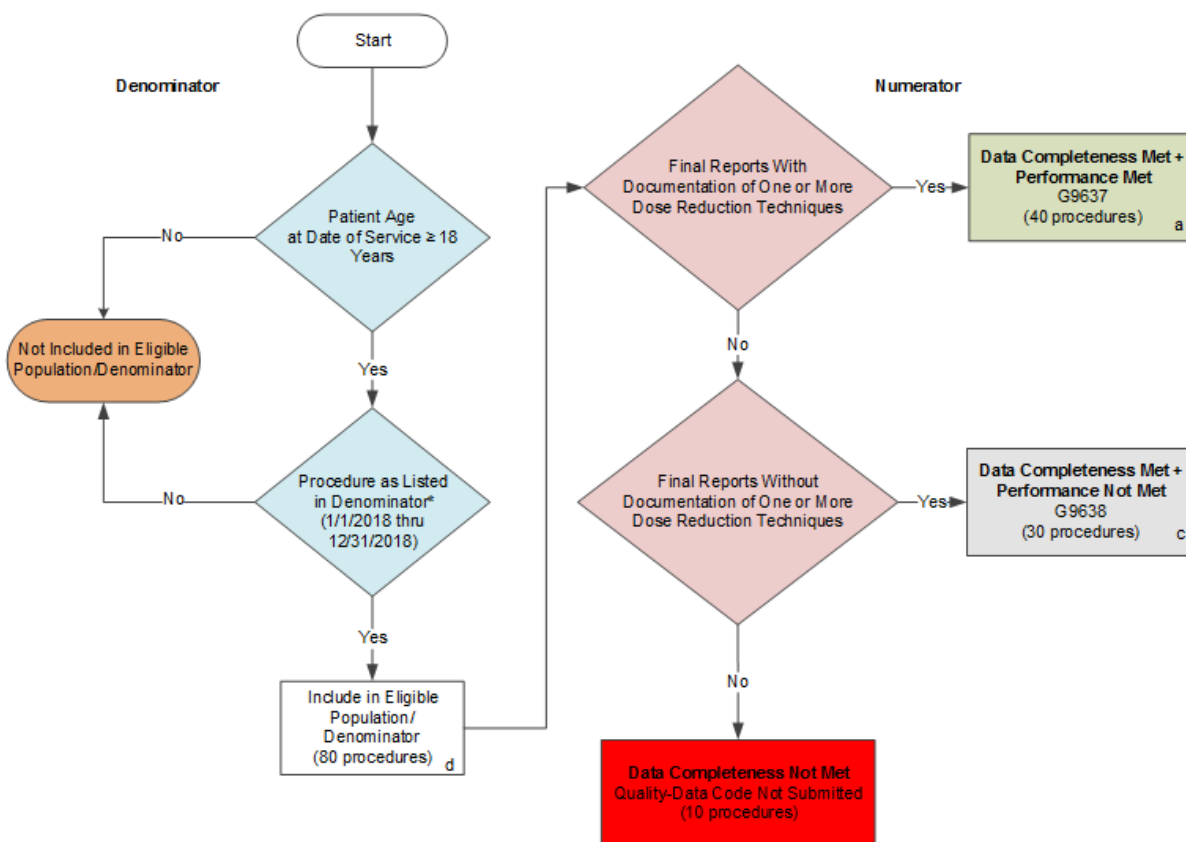 Start
Denominator
Patient Age
at Date of Service ≥ 18
Years
No
Not Included in Eligible
Population/Denominator
Yes
Procedure as Listed
in Denominator*
(1/1/2018 thru
12/31/2018)
No
Yes
Include in Eligible
Population/
Denominator
(80 procedures)
d
Numerator
Final Reports With
Documentation of One or More
Dose Reduction Techniques
Yes
Data Completeness Met +
Performance Met
G9637
(40 procedures)
a
No
Final Reports Without
Documentation of One or More
Dose Reduction Techniques
Yes
Data Completeness Met +
Performance Not Met
G9638
(30 procedures)
c
No
Data Completeness Not Met
Quality-Data Code Not Submitted
(10 procedures)